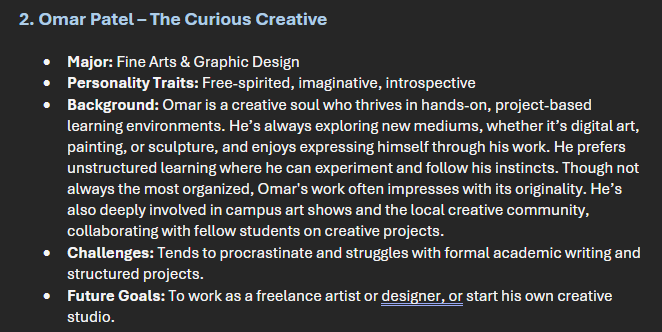 2. Omar Patel – The Curious Creative
• Major: Fine Arts & Graphic Design
• Personality Traits: Free-spirited, imaginative, introspective
• Background: Omar is a creative soul who thrives in hands-on, project-based
learning environments. He’s always exploring new mediums, whether it’s digital art,
painting, or sculpture, and enjoys expressing himself through his work. He prefers
unstructured learning where he can experiment and follow his instincts. Though not
always the most organized, Omar's work often impresses with its originality. He’s
also deeply involved in campus art shows and the local creative community,
collaborating with fellow students on creative projects.
• Challenges: Tends to procrastinate and struggles with formal academic writing and
structured projects.
• Future Goals: To work as a freelance artist or designer, or start his own creative
studio.